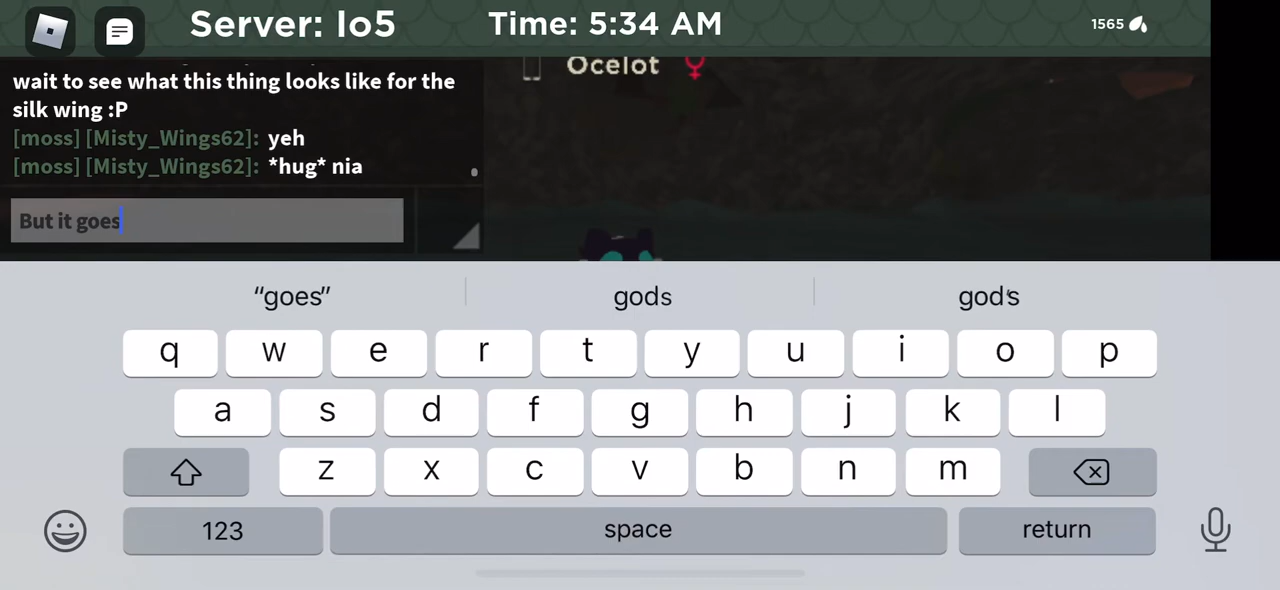 Server: Io5 Time: 5:34 AM 1565
Ocelot
wait to see what this thing looks like for the
silk wing :P
[moss] [Misty_Wings62]: yeh
[moss] [Misty_Wings62]: *hug* nia
But it goes
“goes” gods god's
q w e r t y u i o p
a s d f g h j k l
z x c v b n m
123 space return